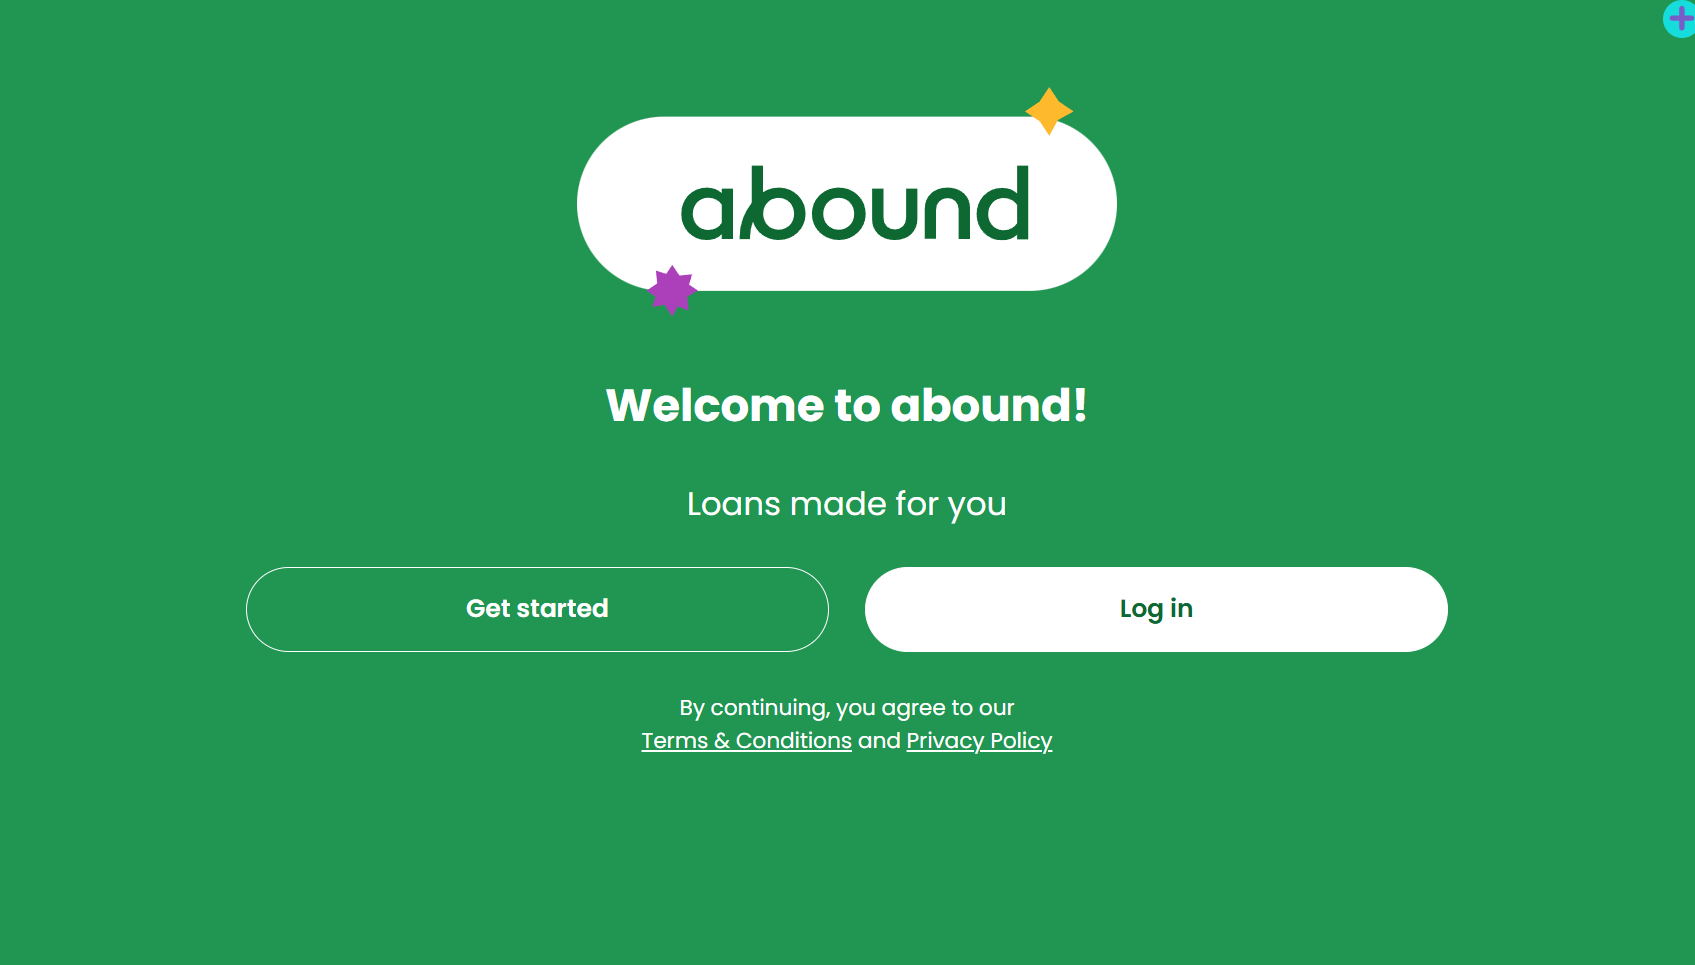 abound
Welcome to abound!
Loans made for you
Get started
Log in
By continuing, you agree to our
Terms & Conditions and Privacy Policy